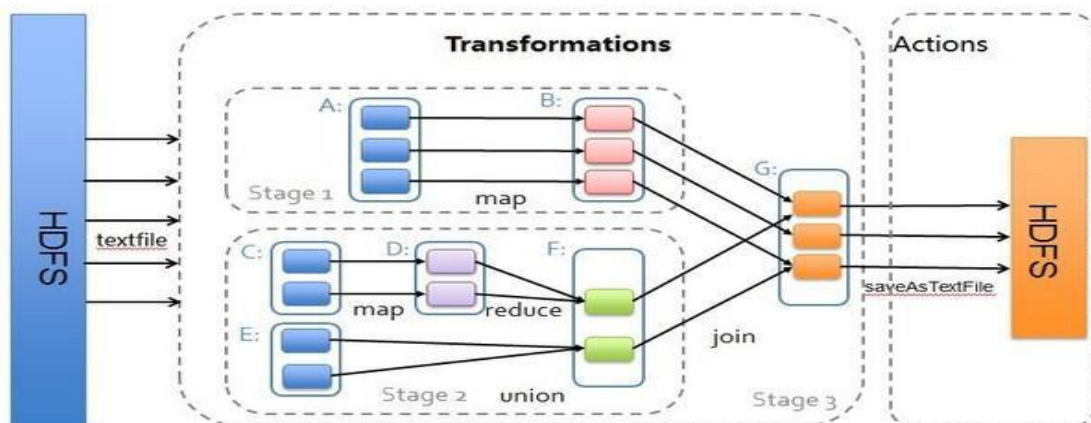 Transformations
Actions
HDFS
textfile
A:
B:
Stage 1
map
G:
C:
D:
F:
map
reduce
E:
Stage 2
union
join
Stage 3
saveAsTextFile
HDFS